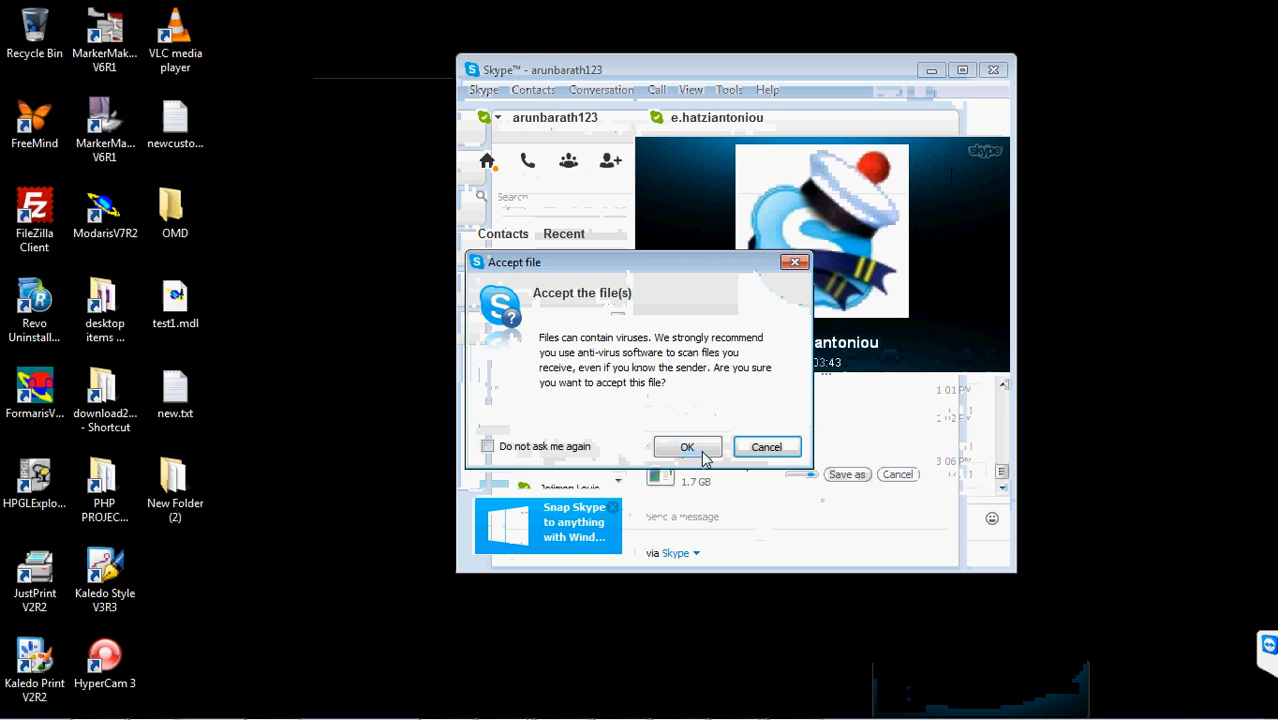 Recycle Bin
MarkerMak...
V6R1
VLC media
player
FreeMind
MarkerMa...
V6R1
newcusto...
FileZilla
Client
ModarisV7R2
OMD
Revo
Uninstall...
desktop
items ...
test1.mdl
FormarisV...
download2...
- Shortcut
new.txt
HPGLExplo...
PHP
PROJEC...
New Folder
(2)
JustPrint
V2R2
Kaledo Style
V3R3
Kaledo Print
V2R2
HyperCam 3
Skype™ - arunbarath123
Skype Contacts Conversation Call View Tools Help
arunbarath123
e.hatziantoniou
Search
Contacts Recent
skype
Accept file
Accept the file(s)
Files can contain viruses. We strongly recommend
you use anti-virus software to scan files you
receive, even if you know the sender. Are you sure
you want to accept this file?
Do not ask me again
OK
Cancel
antoniou
03:43
1 01 PM
3 06 PM
Save as
Cancel
1.7 GB
Snap Skype
to anything
with Wind...
Send a message
via Skype